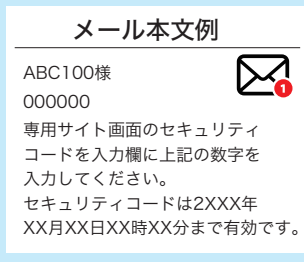 メール本文例
ABC100様
000000
専用サイト画面のセキュリティ
コードを入力欄に上記の数字を
入力してください。
セキュリティコードは2XXX年
XX月XX日XX時XX分まで有効です。
1